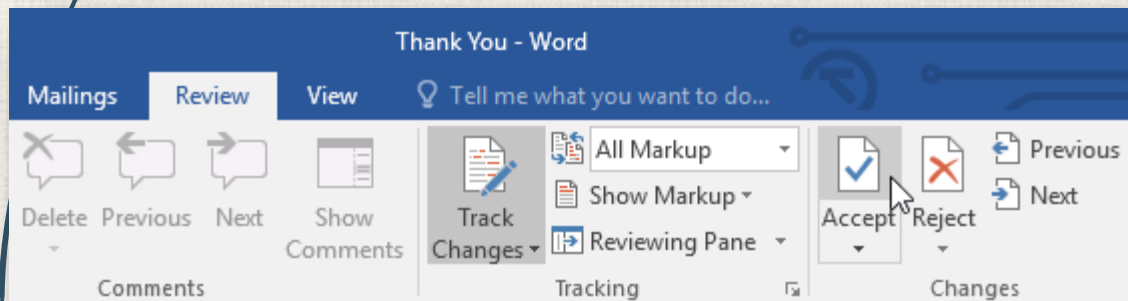 Thank You - Word
Mailings Review View Tell me what you want to do...
Delete Previous Next Show Comments
Track Changes
All Markup
Show Markup
Reviewing Pane
Accept Reject
Previous
Next
Comments Tracking Changes